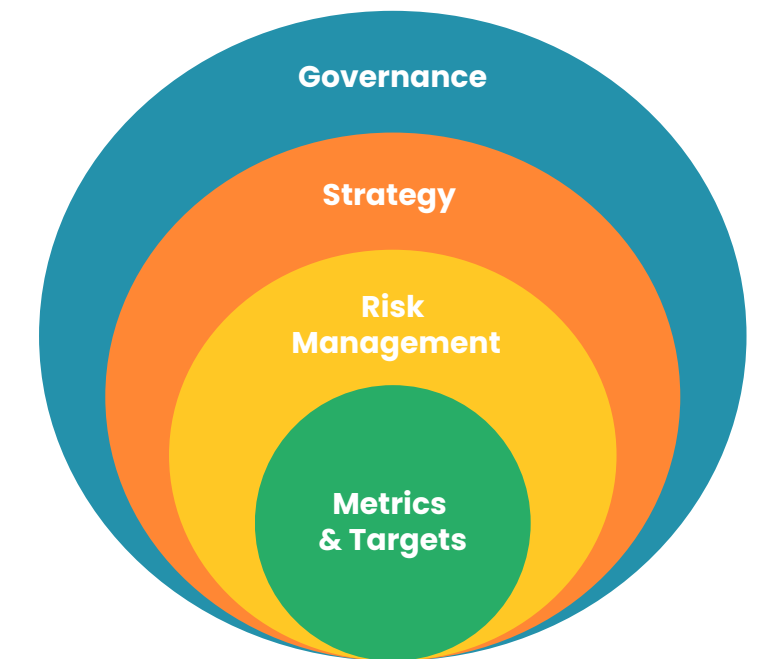 Governance
Strategy
Risk
Management
Metrics
& Targets